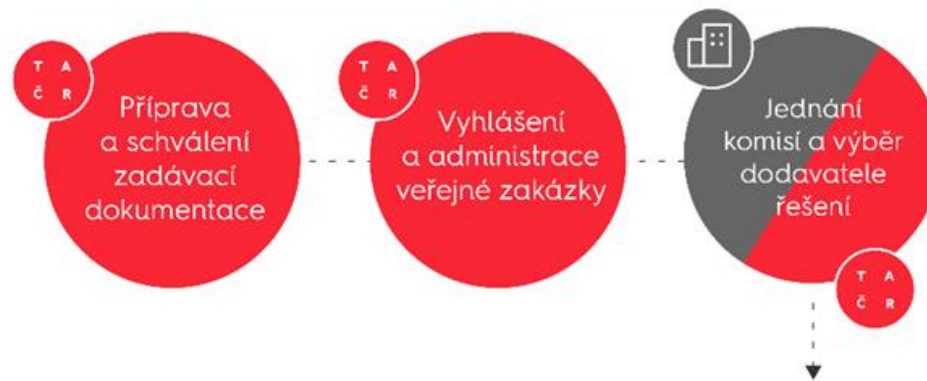 T A
Č R
Příprava
a schválení
zadávací
dokumentace
T A
Č R
Vyhlášení
a administrace
veřejné zakázky
Jednání
komisí a výběr
dodavatele
řešení
T A
Č R